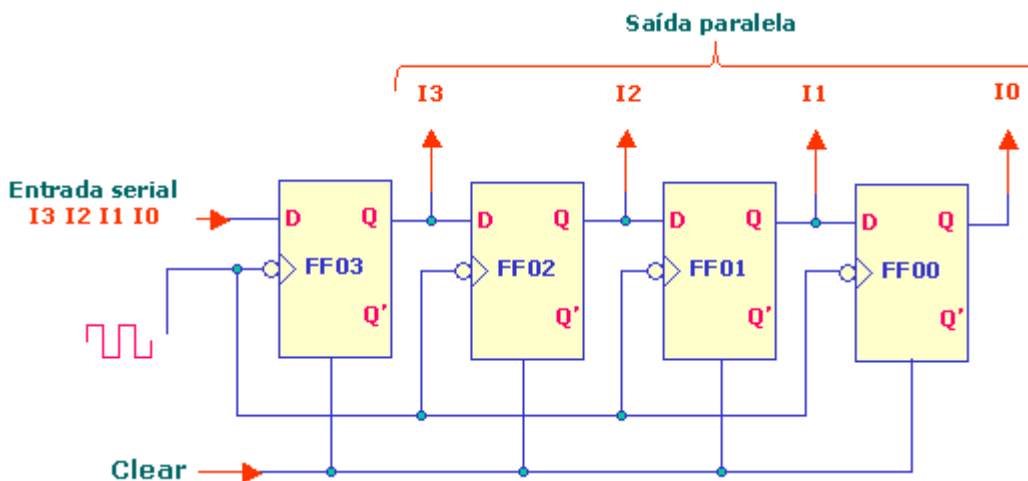 Saída paralela
I3 I2 I1 I0
Entrada serial
I3 I2 I1 I0
D Q D Q D Q D Q
FF03 FF02 FF01 FF00
Q' Q' Q' Q'
Clear